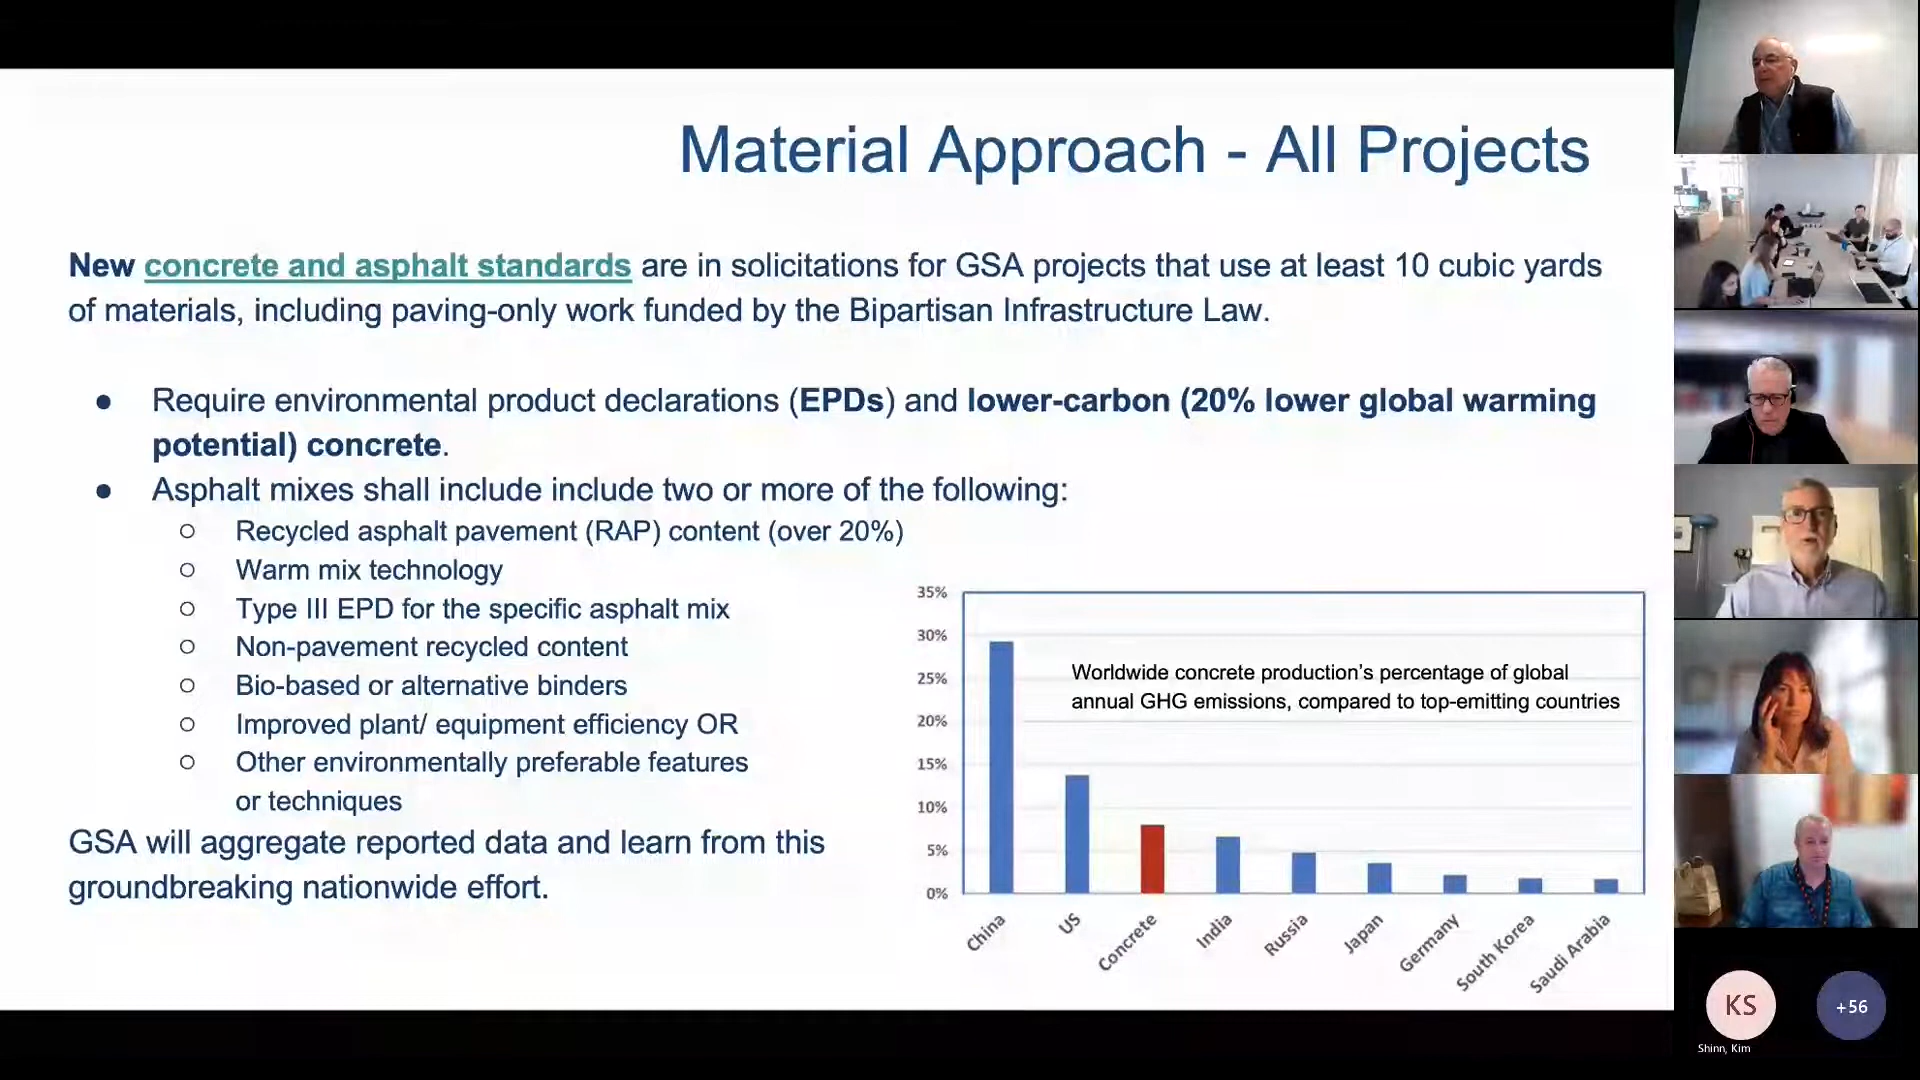 Material Approach - All Projects
New concrete and asphalt standards are in solicitations for GSA projects that use at least 10 cubic yards
of materials, including paving-only work funded by the Bipartisan Infrastructure Law.
● Require environmental product declarations (EPDs) and lower-carbon (20% lower global warming
potential) concrete.
● Asphalt mixes shall include include two or more of the following:
○ Recycled asphalt pavement (RAP) content (over 20%)
○ Warm mix technology
○ Type III EPD for the specific asphalt mix
○ Non-pavement recycled content
○ Bio-based or alternative binders
○ Improved plant/ equipment efficiency OR
○ Other environmentally preferable features
or techniques
GSA will aggregate reported data and learn from this
groundbreaking nationwide effort.
35%
30%
25%
20%
15%
10%
5%
0%
Worldwide concrete production's percentage of global
annual GHG emissions, compared to top-emitting countries
China
US
Concrete
India
Russia
Japan
Germany
South Korea
Saudi Arabia
KS
Shinn, Kim
+56